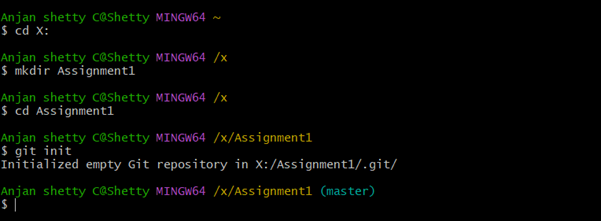 Anjan shetty C@Shetty MINGW64 ~
$ cd X:
Anjan shetty C@Shetty MINGW64 /x
$ mkdir Assignment1
Anjan shetty C@Shetty MINGW64 /x
$ cd Assignment1
Anjan shetty C@Shetty MINGW64 /x/Assignment1
$ git init
Initialized empty Git repository in X:/Assignment1/.git/
Anjan shetty C@Shetty MINGW64 /x/Assignment1 (master)
$